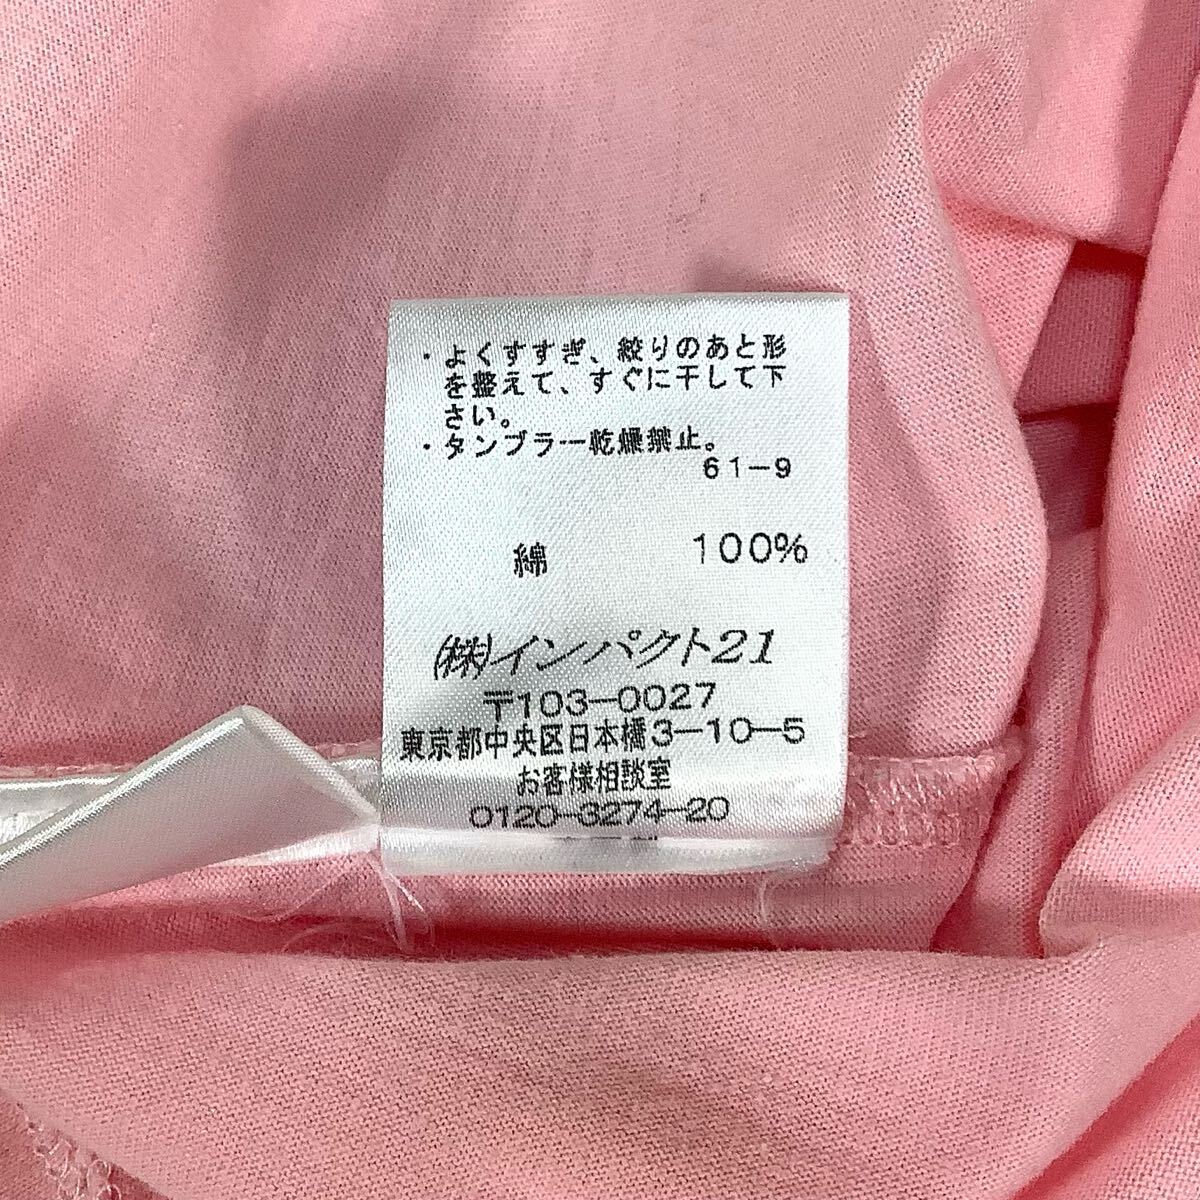 ・よくすすぎ、絞りのあと形
を整えて、すぐに干して下
さい。
・タンブラー乾燥禁止。
61-9
綿 100%
(株)インパクト21
〒103-0027
東京都中央区日本橋3-10-5
お客様相談室
0120-3274-20